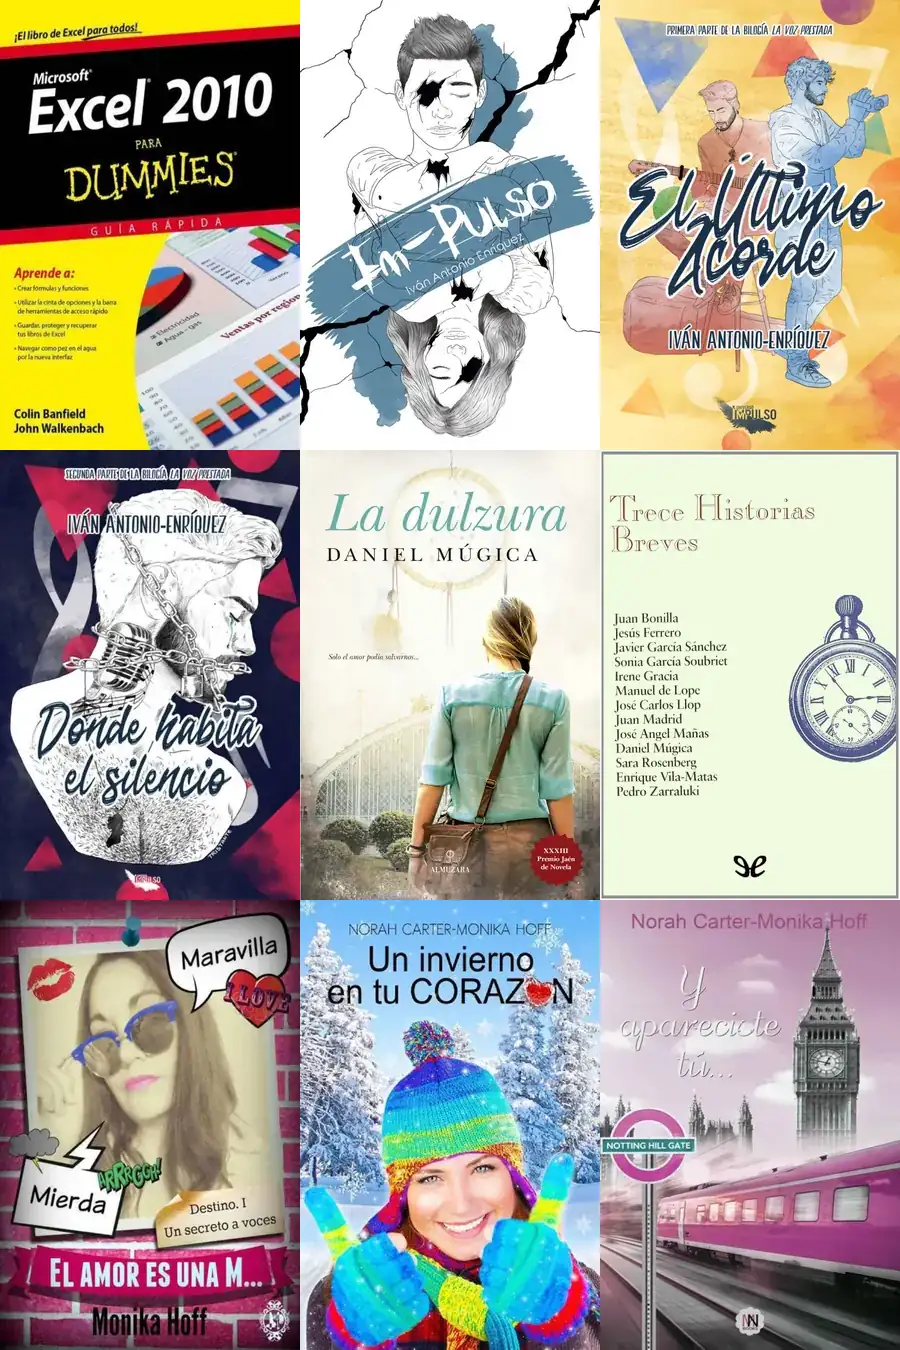 ¡El libro de Excel para todos!
Microsoft®
Excel® 2010
PARA
DUMMIES®
GUÍA RÁPIDA
Aprende a:
• Crear fórmulas y funciones
• Utilizar la cinta de opciones y la barra
de herramientas de acceso rápido
• Guardar, proteger y recuperar
tus libros de Excel
• Navegar como pez en el agua
por la nueva interfaz
Electricidad
Agua - gas
Ventas por region
Colin Banfield
John Walkenbach
Im-Pulso
Iván Antonio Enríquez
PRIMERA PARTE DE LA BILOGÍA LA VOZ PRESTADA
El Último
Acorde
IVÁN ANTONIO-ENRÍQUEZ
IMPULSO
SEGUNDA PARTE DE LA BILOGÍA LA VOZ PRESTADA
IVÁN ANTONIO-ENRÍQUEZ
Donde habita
el silencio
IMPULSO
La dulzura
DANIEL MÚGICA
Solo el amor podía salvarnos...
XXXIII
Premio Jaén
de Novela
ALMUZARA
Trece Historias
Breves
Juan Bonilla
Jesús Ferrero
Javier García Sánchez
Sonia García Soubriet
Irene Gracia
Manuel de Lope
José Carlos Llop
Juan Madrid
José Angel Mañas
Daniel Múgica
Sara Rosenberg
Enrique Vila-Matas
Pedro Zarraluki
Maravilla
I LOVE
ARRRGGH!
Mierda
Destino. I
Un secreto a voces
EL AMOR ES UNA M...
Monika Hoff
NORAH CARTER-MONIKA HOFF
Un invierno
en tu CORAZON
Norah Carter-Monika Hoff
Y
apareciste
tú...
NOTTING HILL GATE